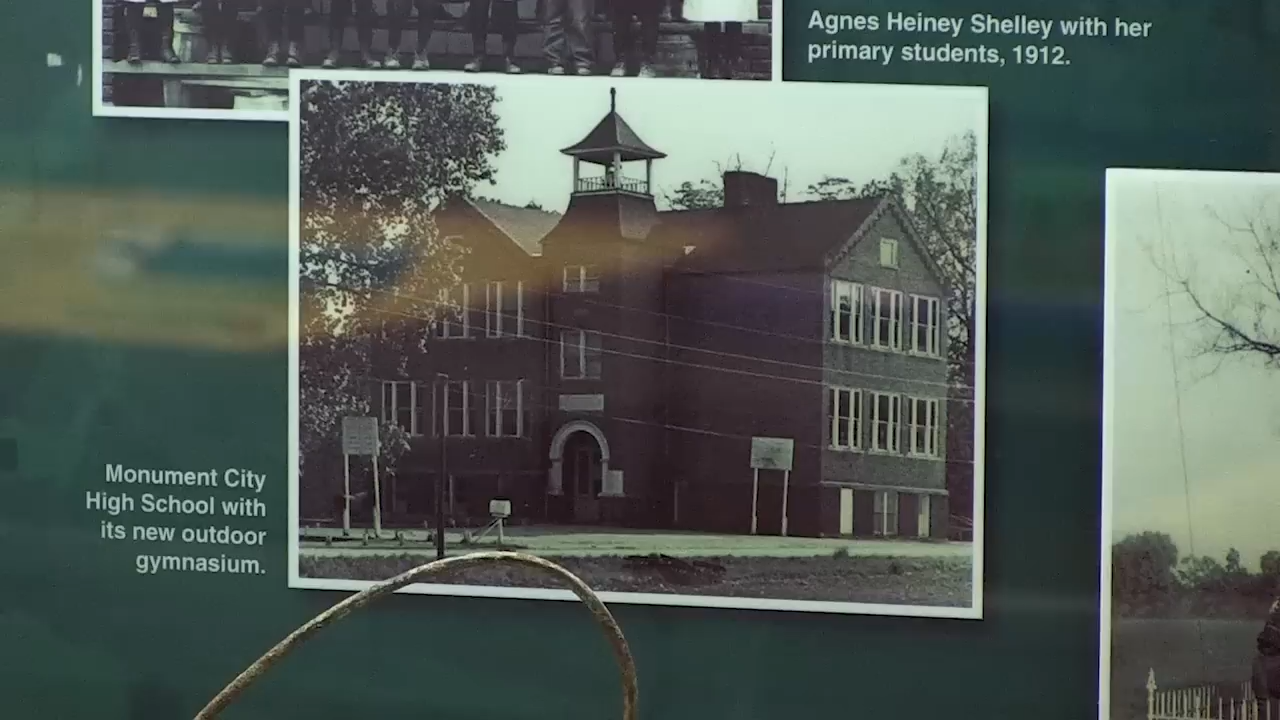 Agnes Heiney Shelley with her
primary students, 1912.
Monument City
High School with
its new outdoor
gymnasium.